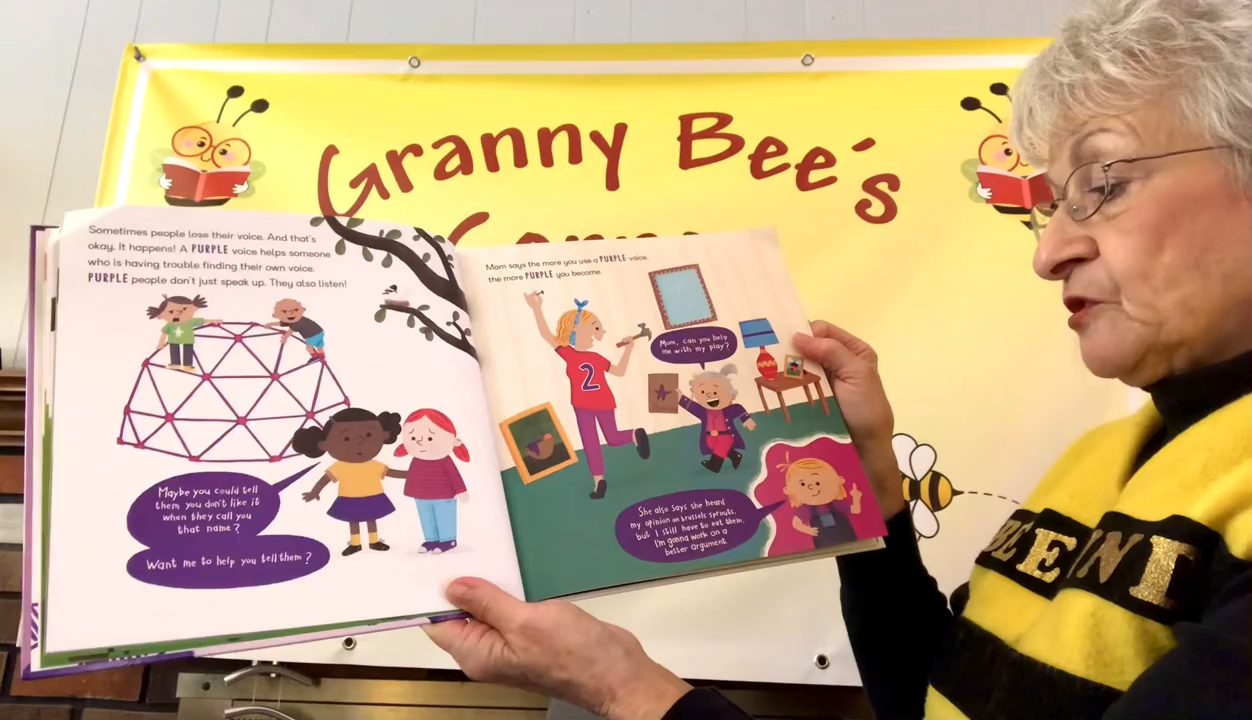 Granny Bee's
Sometimes people lose their voice. And that's
okay. It happens! A PURPLE voice helps someone
who is having trouble finding their own voice.
PURPLE people don't just speak up. They also listen!
Maybe you could tell
them you don't like it
when they call you
that name?
Want me to help you tell them?
Mom says the more you use a PURPLE voice,
the more PURPLE you become.
2
Mom, can you help
me with my play?
She also says she heard
my opinion on brussels sprouts,
but I still have to eat them.
I'm gonna work on a
better argument.
BEE KIND